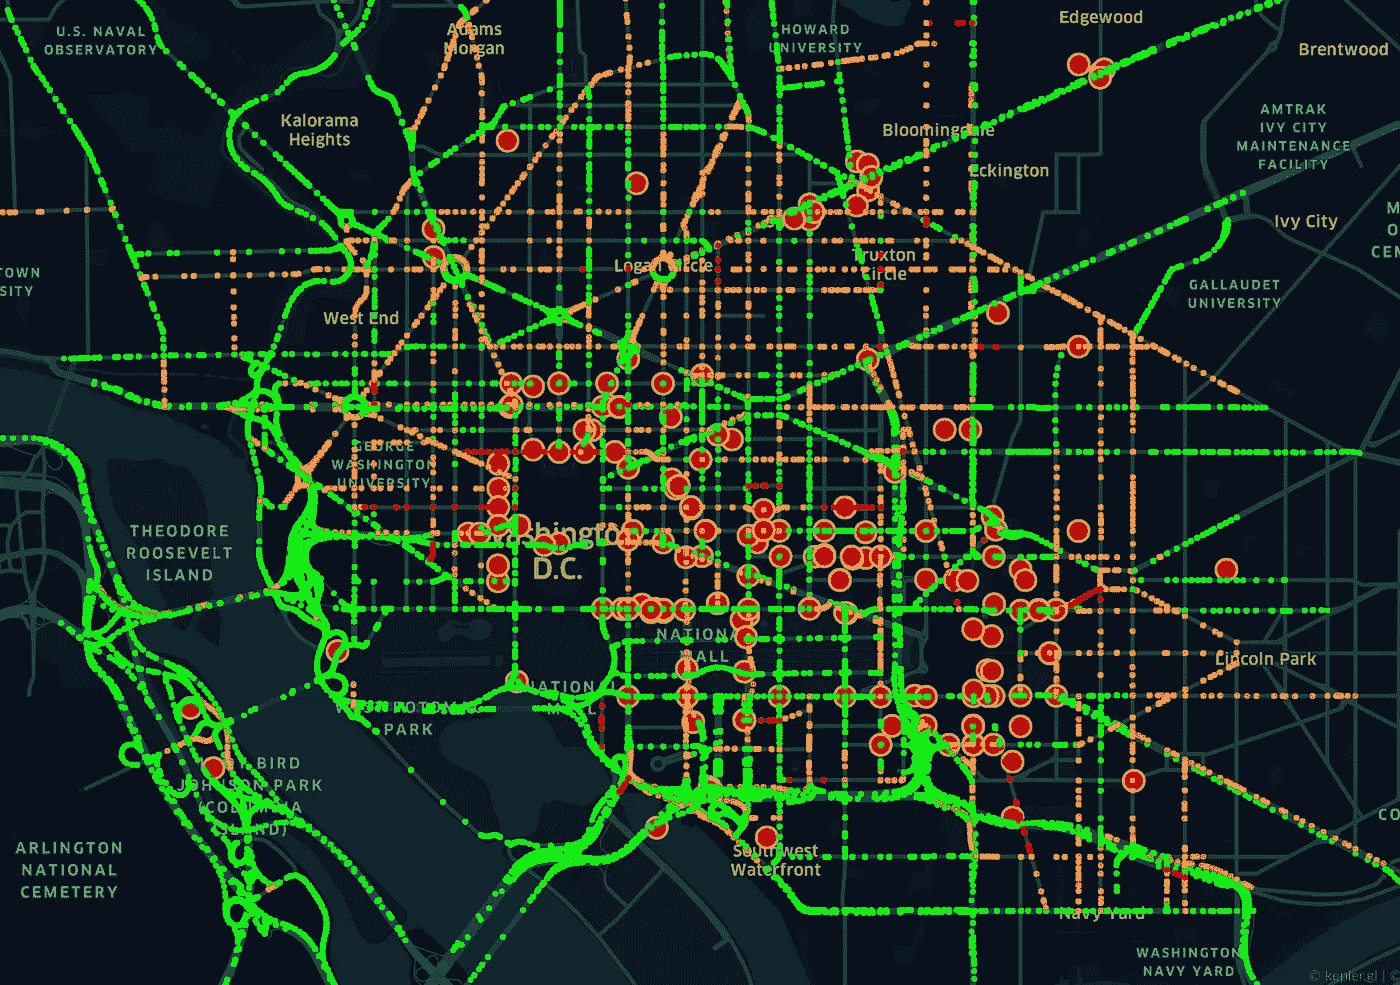 Edgewood
Adams
Morgan
U.S. NAVAL
OBSERVATORY
HOWARD
UNIVERSITY
Brentwood
AMTRAK
IVY CITY
MAINTENANCE
FACILITY
Kalorama
Heights
Bloomingdale
Eckington
Ivy City
M
O
CEN
TOWN
SITY
Logan Circle
Truxton
Circle
GALLAUDET
UNIVERSITY
West End
GEORGE
WASHINGTON
UNIVERSITY
THEODORE
ROOSEVELT
ISLAND
Washington
D.C.
NATIONAL
MALL
Lincoln Park
NATIONAL
MALL
WEST POTOMAC
PARK
LADY BIRD
JOHNSON PARK
(COLUMBIA
ISLAND)
CO
ARLINGTON
NATIONAL
CEMETERY
Southwest
Waterfront
Navy Yard
WASHINGTON
NAVY YARD
© kepler.gl | ©